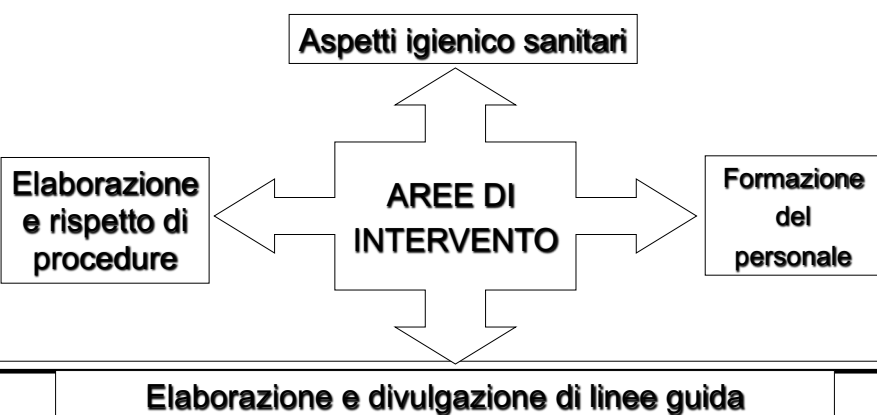 Aspetti igienico sanitari
Elaborazione
e rispetto di
procedure
AREE DI
INTERVENTO
Formazione
del
personale
Elaborazione e divulgazione di linee guida